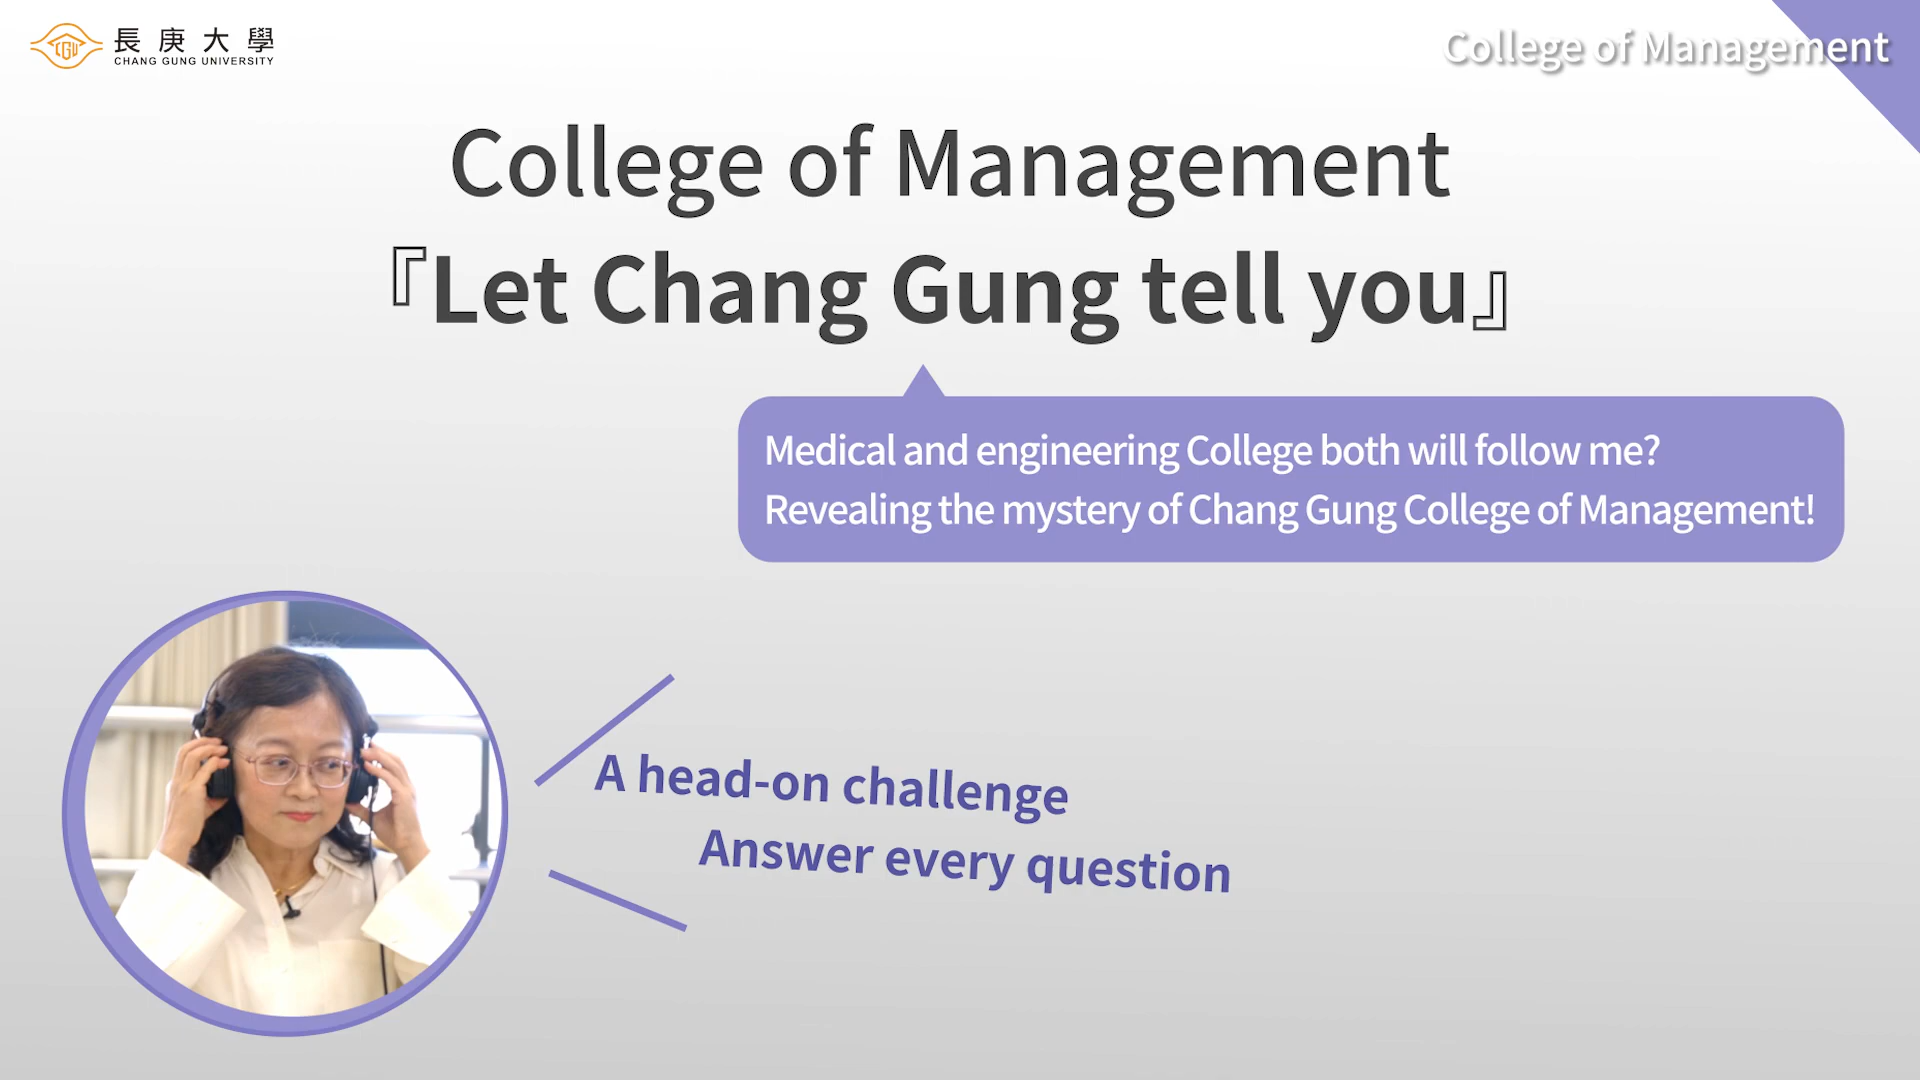 長庚大學
CHANG GUNG UNIVERSITY
College of Management
College of Management
『Let Chang Gung tell you』
Medical and engineering College both will follow me?
Revealing the mystery of Chang Gung College of Management!
A head-on challenge
Answer every question